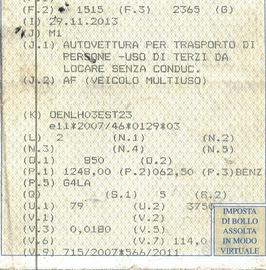 (F.2) 1515 (F.3) 2365 (G)
(I) 29.11.2013
(J) M1
(J.1) AUTOVETTURA PER TRASPORTO DI
PERSONE -USO DI TERZI DA
LOCARE SENZA CONDUC.
(J.2) AF (VEICOLO MULTIUSO)
(K) OENLH03EST23
e11*2007/46*0129*03
(L) 2 (N.1) (N.2)
(N.3) (N.4) (N.5)
(O.1) 850 (O.2)
(P.1) 1248,00 (P.2)062,50 (P.3)BENZ
(P.5) G4LA
(Q) (S.1) 5 (S.2)
(U.1) 79 (U.2) 3750
(V.1) (V.2)
(V.3) 0,0180 (V.5)
(V.6) (V.7) 114,0
(V.9) 715/2007*566/2011
IMPOSTA
DI BOLLO
ASSOLTA
IN MODO
VIRTUALE